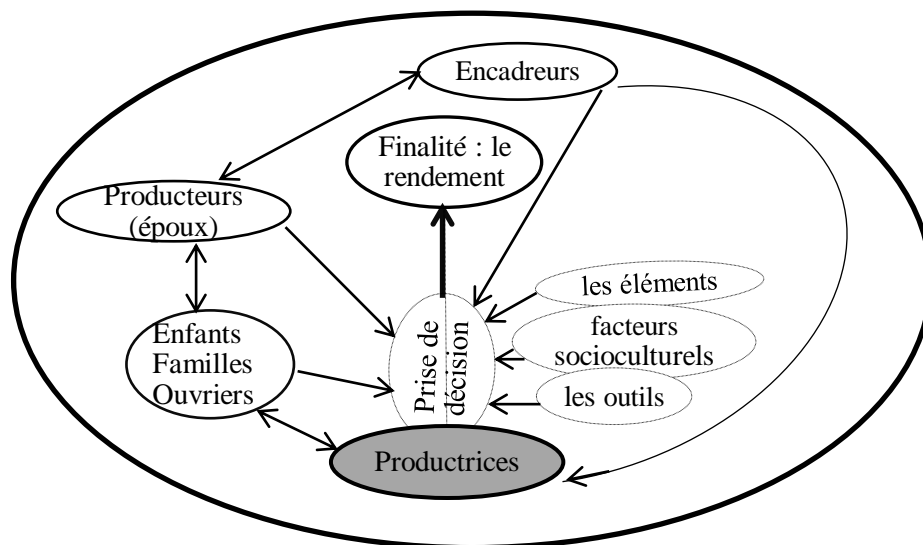 Encadreurs
Finalité : le
rendement
Producteurs
(époux)
les éléments
facteurs
socioculturels
Enfants
Familles
Ouvriers
Prise de
décision
les outils
Productrices